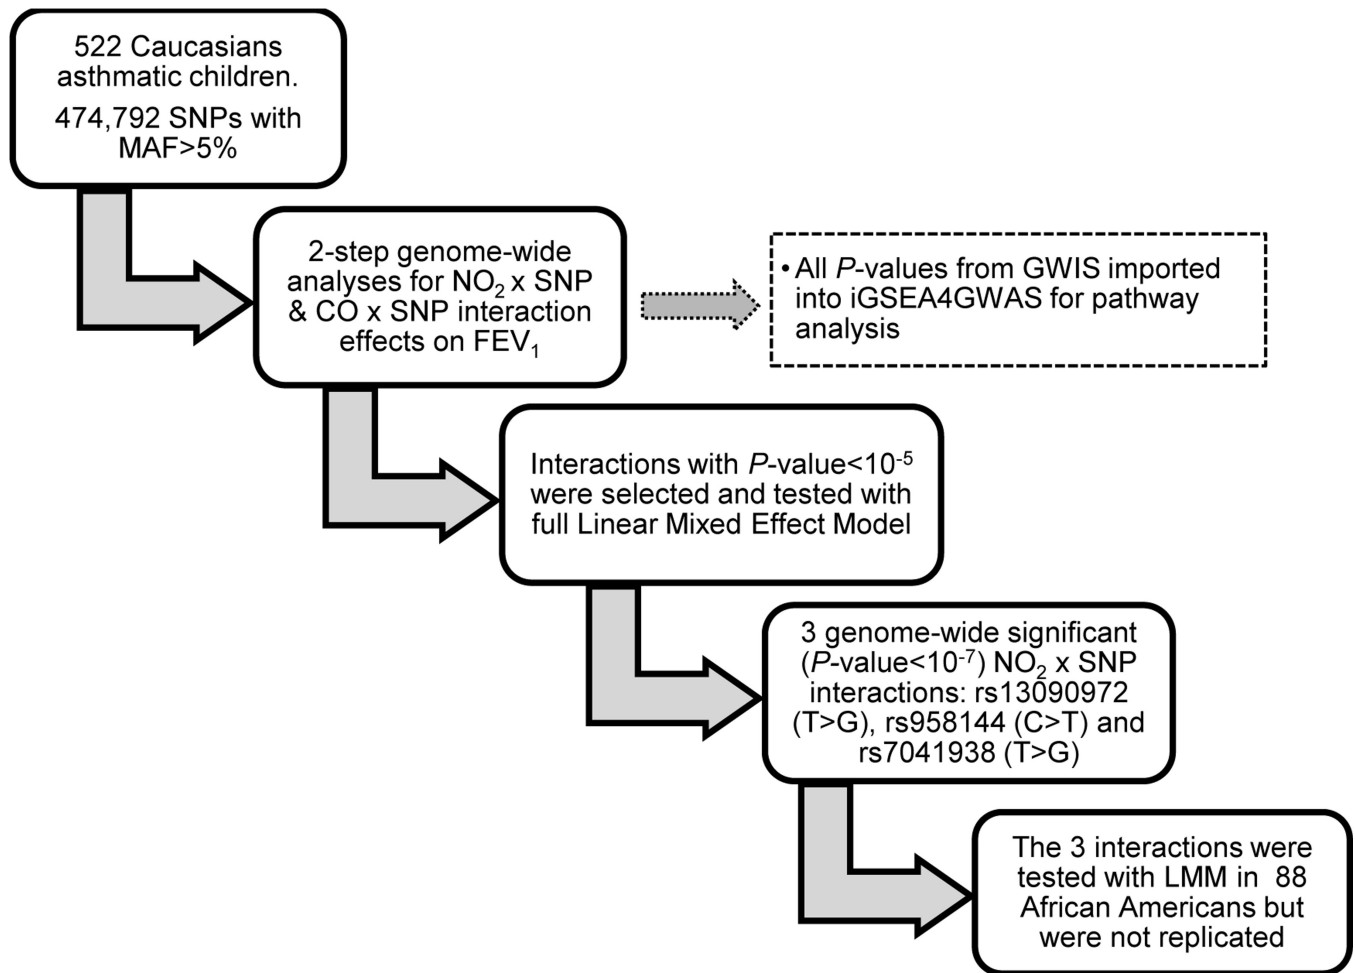 522 Caucasians
asthmatic children.
474,792 SNPs with
MAF>5%
2-step genome-wide
analyses for NO₂ x SNP
& CO x SNP interaction
effects on FEV₁
• All P-values from GWIS imported
into iGSEA4GWAS for pathway
analysis
Interactions with P-value<10⁻⁵
were selected and tested with
full Linear Mixed Effect Model
3 genome-wide significant
(P-value<10⁻⁷) NO₂ x SNP
interactions: rs13090972
(T>G), rs958144 (C>T) and
rs7041938 (T>G)
The 3 interactions were
tested with LMM in 88
African Americans but
were not replicated